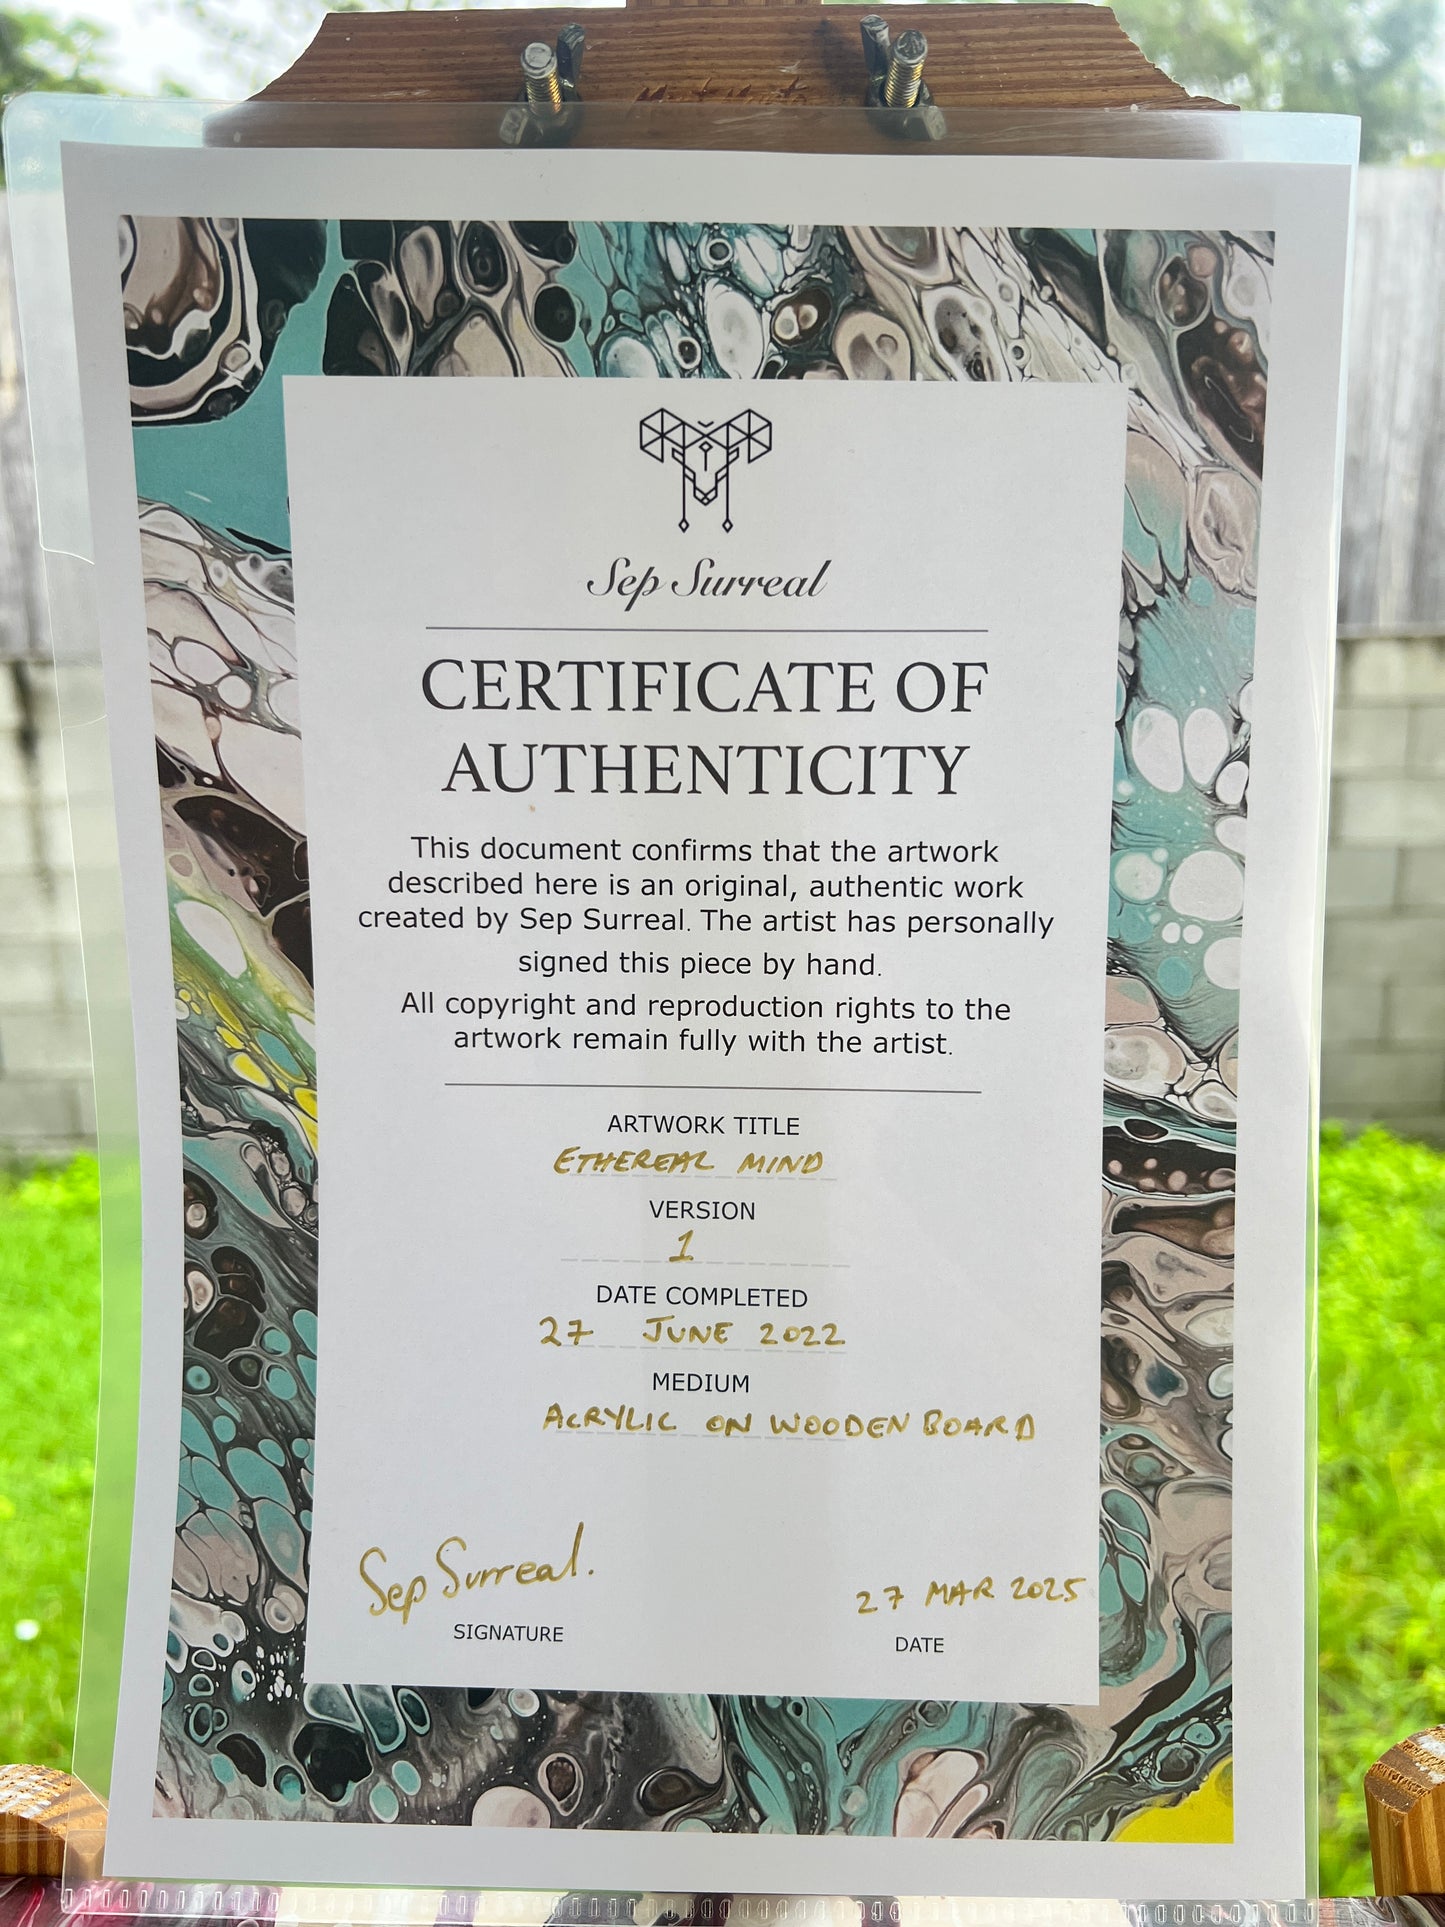 Sep Surreal
CERTIFICATE OF
AUTHENTICITY
This document confirms that the artwork
described here is an original, authentic work
created by Sep Surreal. The artist has personally
signed this piece by hand.
All copyright and reproduction rights to the
artwork remain fully with the artist.
ARTWORK TITLE
ETHEREAL MIND
VERSION
1
DATE COMPLETED
27 JUNE 2022
MEDIUM
ACRYLIC ON WOODEN BOARD
Sep Surreal.
SIGNATURE
27 MAR 2025
DATE